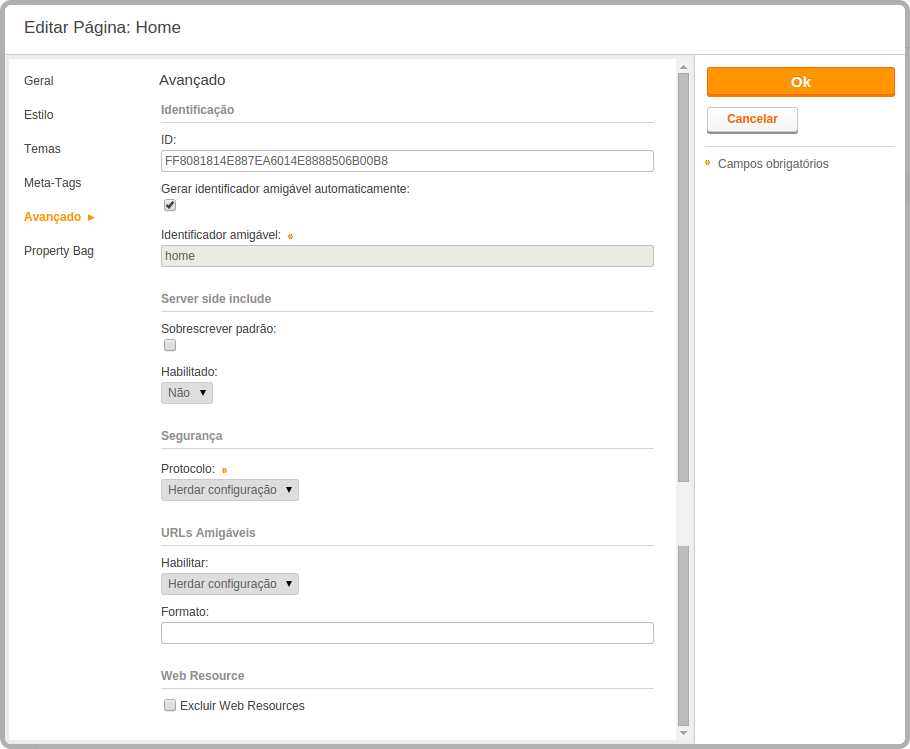 Editar Página: Home
Geral
Estilo
Temas
Meta-Tags
Avançado
Property Bag
Avançado
Identificação
ID:
FF8081814E887EA6014E8888506B00B8
Gerar identificador amigável automaticamente:
Identificador amigável:
home
Server side include
Sobrescrever padrão:
Habilitado:
Não
Segurança
Protocolo:
Herdar configuração
URLs Amigáveis
Habilitar:
Herdar configuração
Formato:
Web Resource
Excluir Web Resources
Ok
Cancelar
Campos obrigatórios